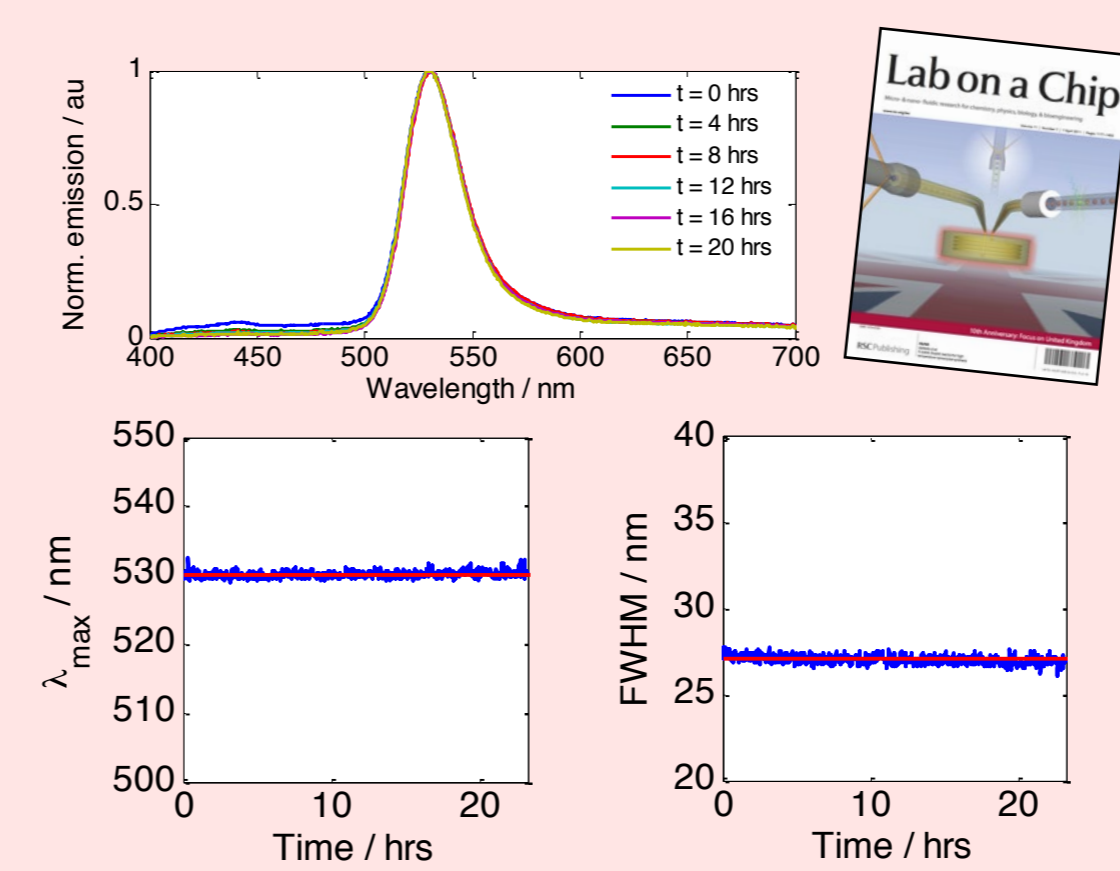 Norm. emission / au
1
0.5
0
400 450 500 550 600 650 700
Wavelength / nm
t = 0 hrs
t = 4 hrs
t = 8 hrs
t = 12 hrs
t = 16 hrs
t = 20 hrs
Lab on a Chip
10th Anniversary: Focus on United Kingdom
RSC Publishing
λmax / nm
550
540
530
520
510
500
0 10 20
Time / hrs
FWHM / nm
40
35
30
25
20
0 10 20
Time / hrs